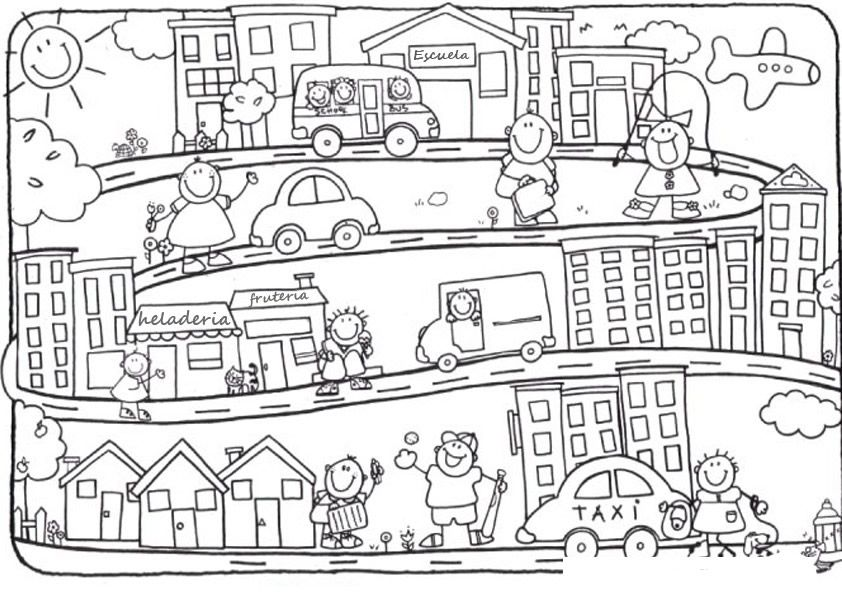 Escuela
SCHOOL BUS
fruteria
heladeria
TAXI